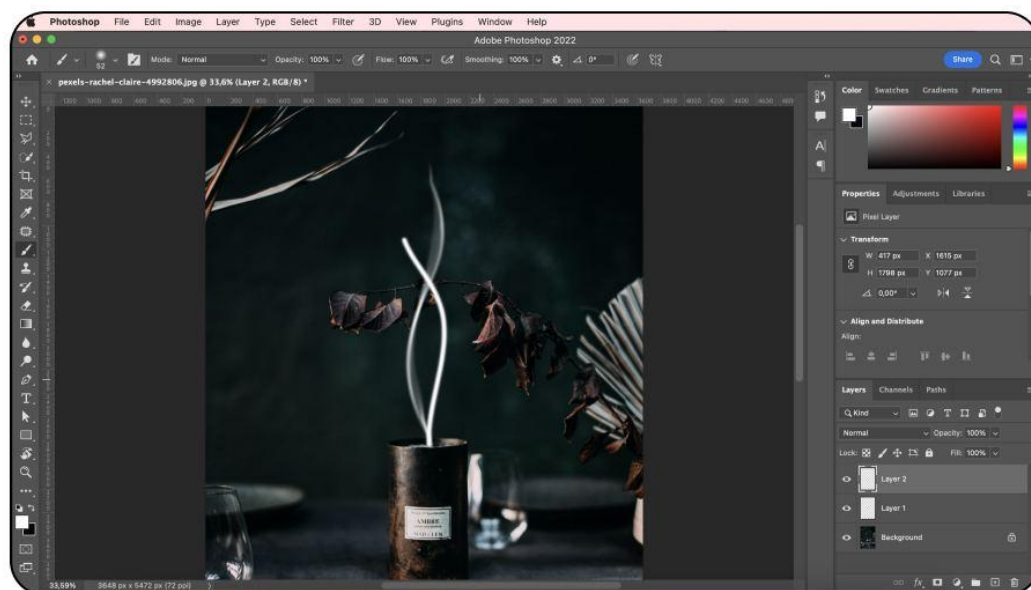 Photoshop File Edit Image Layer Type Select Filter 3D View Plugins Window Help
Adobe Photoshop 2022
52 Mode: Normal Opacity: 100% Flow: 100% Smoothing: 100% 0° Share
pexels-rachel-claire-4992806.jpg @ 33,6% (Layer 2, RGB/8) *
Color Swatches Gradients Patterns
Properties Adjustments Libraries
Pixel Layer
Transform
W 417 px X 1615 px
H 1798 px Y 1077 px
0,00°
Align and Distribute
Align:
Layers Channels Paths
Kind
Normal Opacity: 100%
Lock: Fill: 100%
Layer 2
Layer 1
Background
AMBRE
33,59% 3648 px x 5472 px (72 ppi)